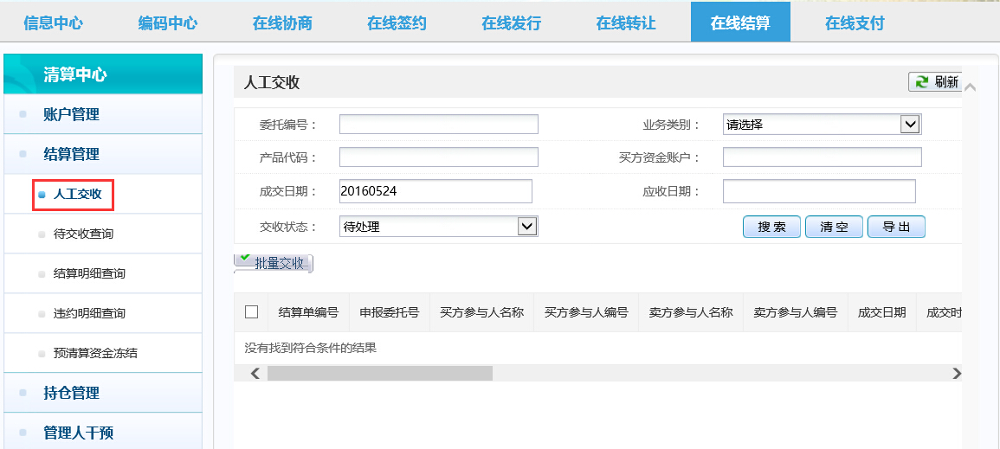 信息中心 编码中心 在线协商 在线签约 在线发行 在线转让 在线结算 在线支付
清算中心
账户管理
结算管理
人工交收
待交收查询
结算明细查询
违约明细查询
预清算资金冻结
持仓管理
管理人干预
人工交收 刷新
委托编号： 业务类别： 请选择
产品代码： 买方资金账户：
成交日期： 20160524 应收日期：
交收状态： 待处理 搜索 清空 导出
批量交收
结算单编号 申报委托号 买方参与人名称 买方参与人编号 卖方参与人名称 卖方参与人编号 成交日期 成交时
没有找到符合条件的结果